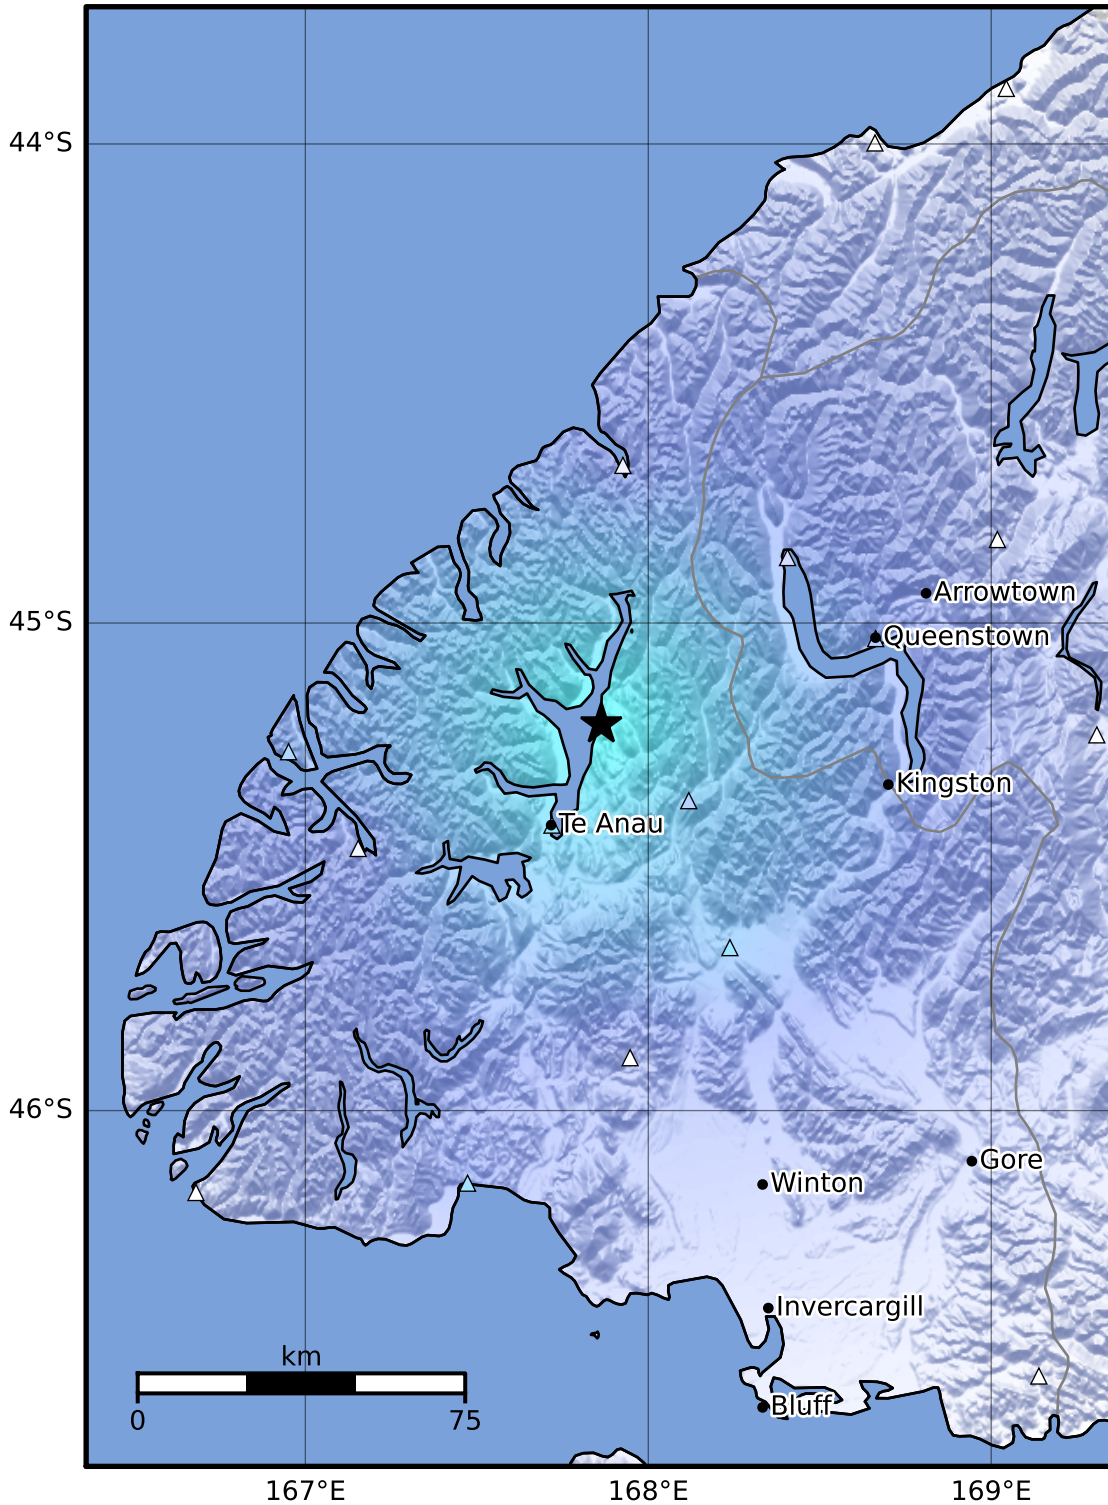 44°S
45°S
Arrowtown
Queenstown
Kingston
Te Anau
46°S
Gore
Winton
Invercargill
km
0 75
Bluff
167°E 168°E 169°E